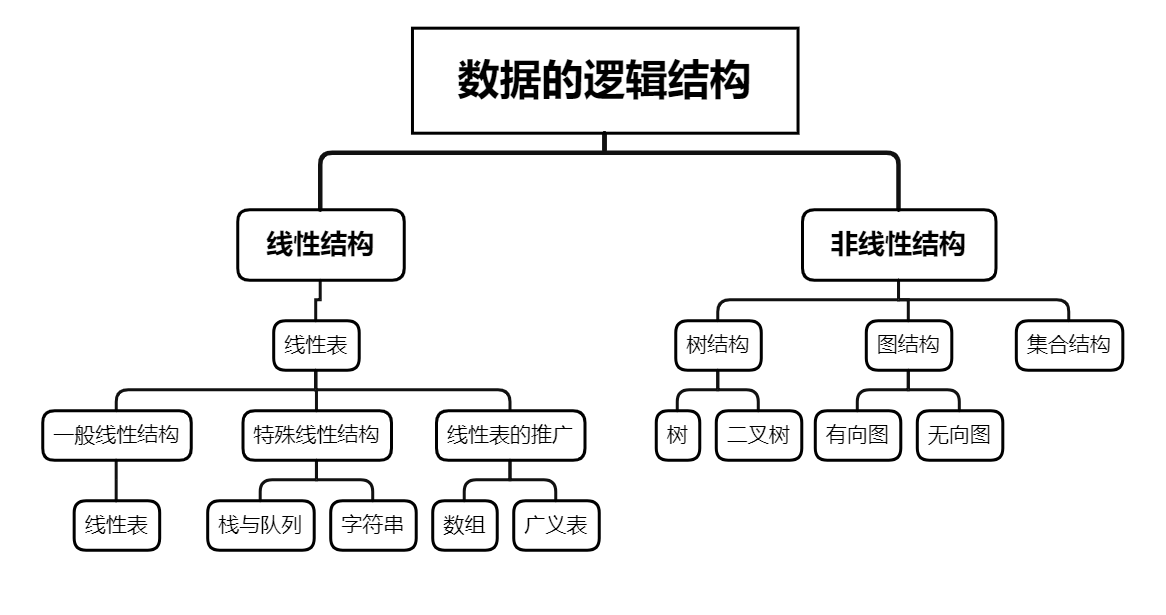 数据的逻辑结构
线性结构
非线性结构
线性表
树结构
图结构
集合结构
一般线性结构
特殊线性结构
线性表的推广
树
二叉树
有向图
无向图
线性表
栈与队列
字符串
数组
广义表